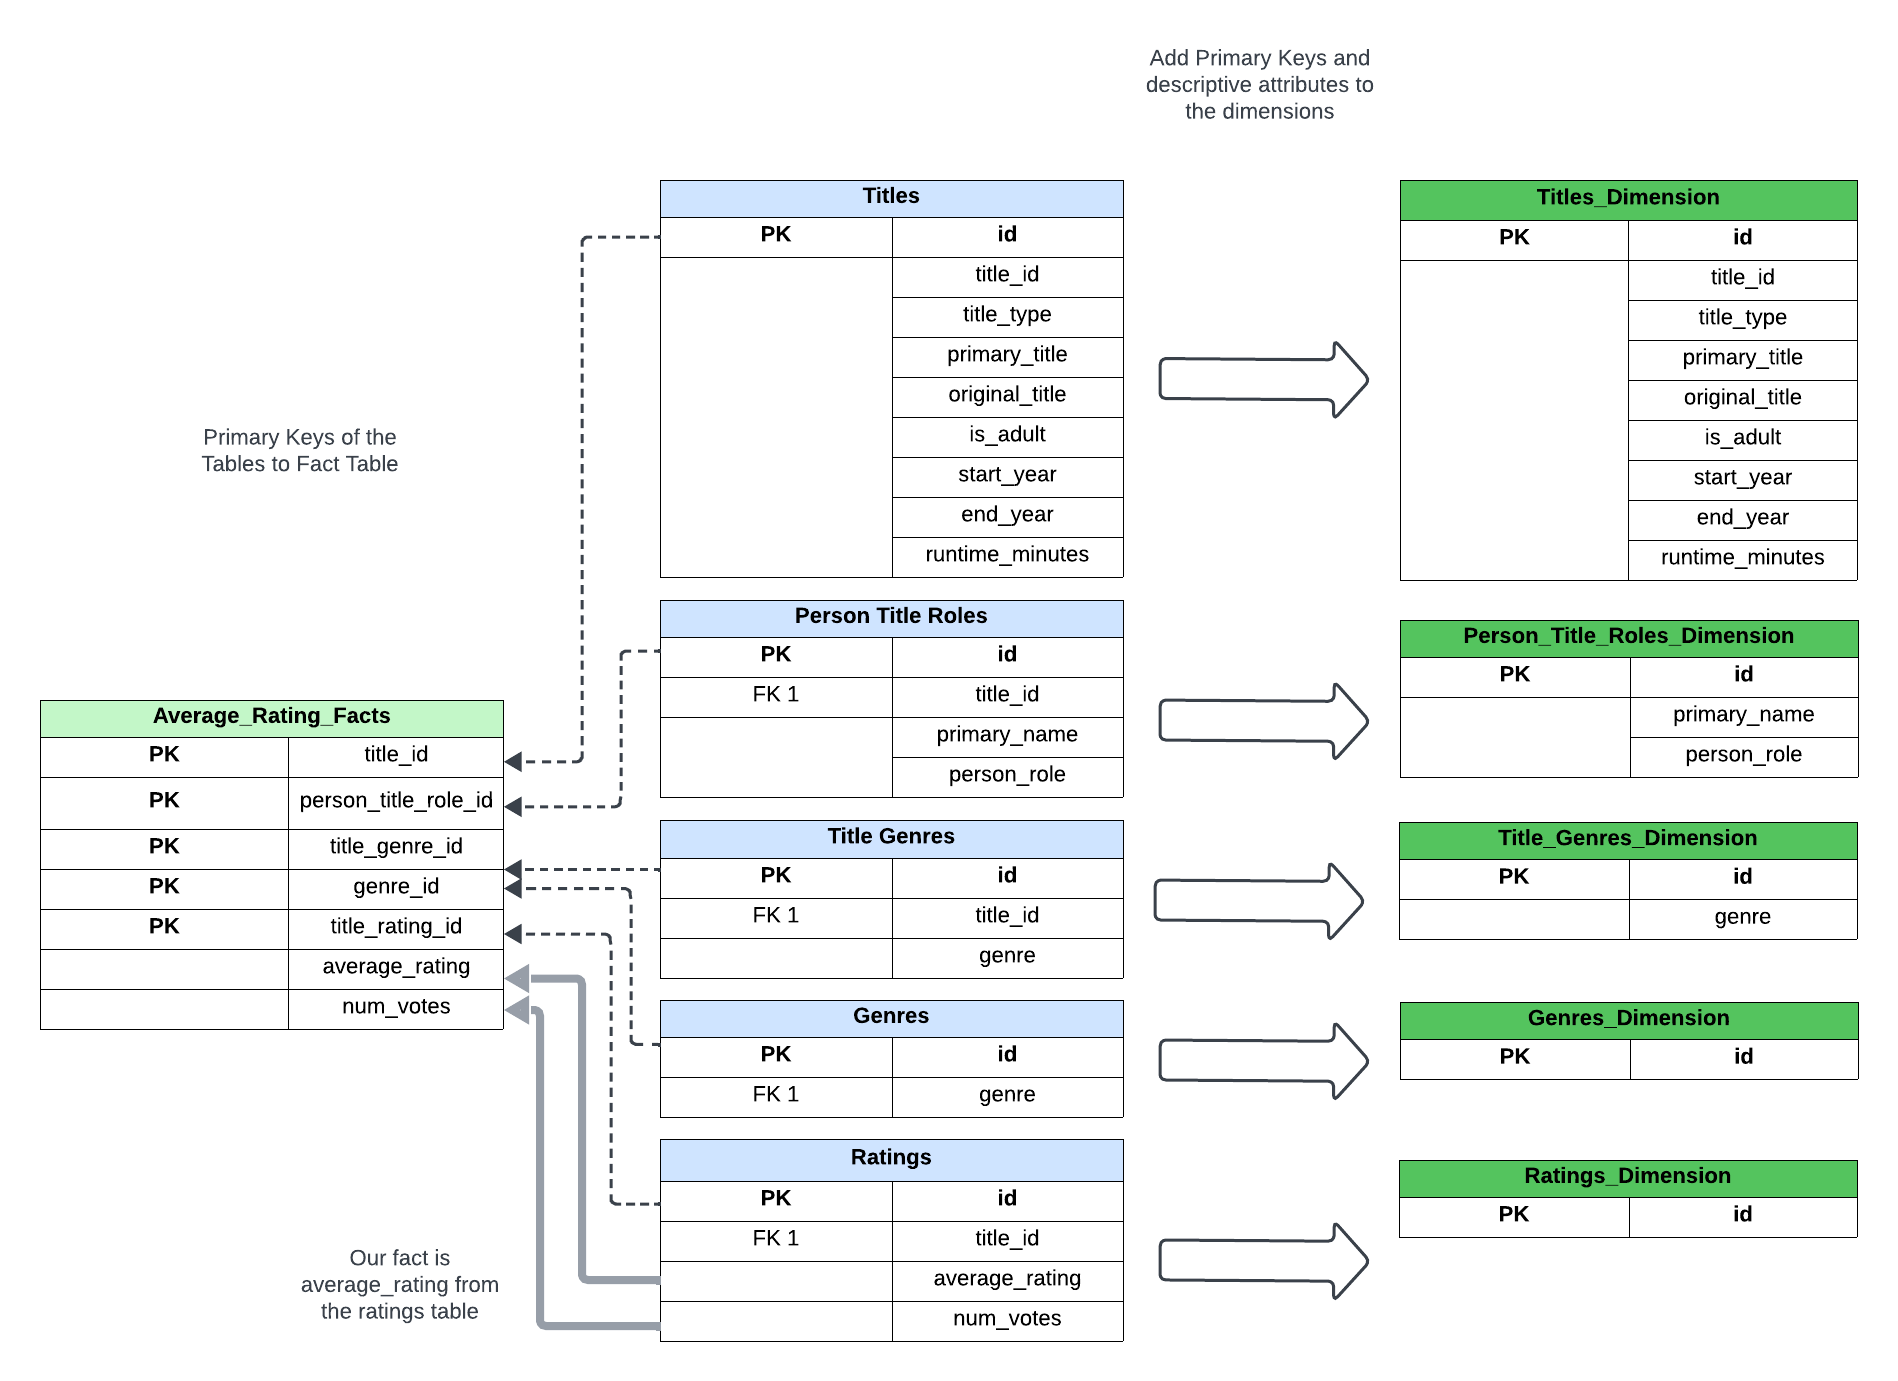 Add Primary Keys and
descriptive attributes to
the dimensions
Primary Keys of the
Tables to Fact Table
Average_Rating_Facts
PK title_id
PK person_title_role_id
PK title_genre_id
PK genre_id
PK title_rating_id
average_rating
num_votes
Our fact is
average_rating from
the ratings table
Titles
PK id
title_id
title_type
primary_title
original_title
is_adult
start_year
end_year
runtime_minutes
Person Title Roles
PK id
FK 1 title_id
primary_name
person_role
Title Genres
PK id
FK 1 title_id
genre
Genres
PK id
FK 1 genre
Ratings
PK id
FK 1 title_id
average_rating
num_votes
Titles_Dimension
PK id
title_id
title_type
primary_title
original_title
is_adult
start_year
end_year
runtime_minutes
Person_Title_Roles_Dimension
PK id
primary_name
person_role
Title_Genres_Dimension
PK id
genre
Genres_Dimension
PK id
Ratings_Dimension
PK id